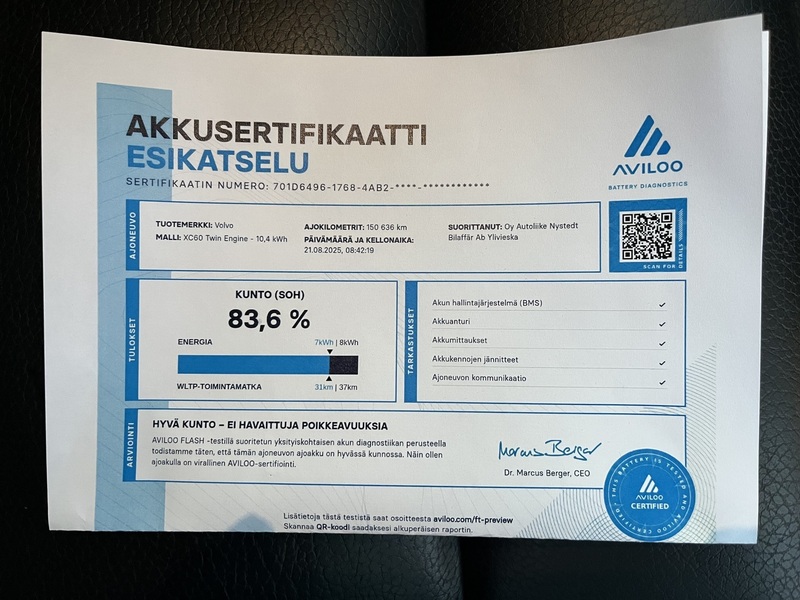 AKKUSERTIFIKAATTI
ESIKATSELU
SERTIFIKAATIN NUMERO: 701D6496-1768-4AB2-****-************
AVILOO
BATTERY DIAGNOSTICS
AJONEUVO
TUOTEMERKKI: Volvo
MALLI: XC60 Twin Engine - 10,4 kWh
AJOKILOMETRIT: 150 636 km
PÄIVÄMÄÄRÄ JA KELLONAIKA:
21.08.2025, 08:42:19
SUORITTANUT: Oy Autoliike Nystedt
Bilaffär Ab Ylivieska
SCAN FOR DETAILS
TULOKSET
KUNTO (SOH)
83,6 %
ENERGIA 7kWh | 8kWh
WLTP-TOIMINTAMATKA 31km | 37km
TARKASTUKSET
Akun hallintajärjestelmä (BMS)
Akkuanturi
Akkumittaukset
Akkukennojen jännitteet
Ajoneuvon kommunikaatio
ARVIOINTI
HYVÄ KUNTO – EI HAVAITTUJA POIKKEAVUUKSIA
AVILOO FLASH -testillä suoritetun yksityiskohtaisen akun diagnostiikan perusteella
todistamme täten, että tämän ajoneuvon ajoakku on hyvässä kunnossa. Näin ollen
ajoakulla on virallinen AVILOO-sertifiointi.
Marcus Berger
Dr. Marcus Berger, CEO
THIS BATTERY IS TESTED AND AVILOO CERTIFIED
AVILOO
CERTIFIED
Lisätietoja tästä testistä saat osoitteesta aviloo.com/ft-preview
Skannaa QR-koodi saadaksesi alkuperäisen raportin.